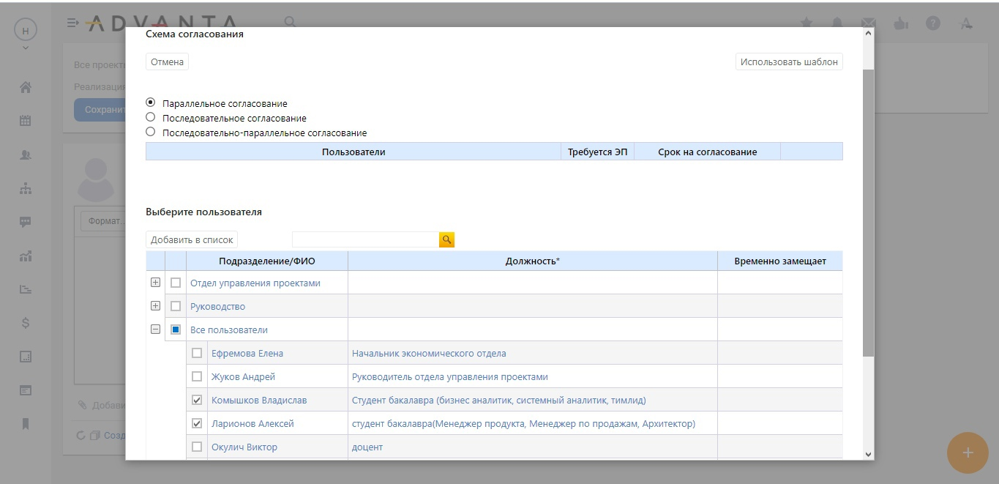 Н
ADVANTA
Схема согласования
Отмена
Использовать шаблон
Все проекты
Реализация
Сохранит
Параллельное согласование
Последовательное согласование
Последовательно-параллельное согласование
Пользователи Требуется ЭП Срок на согласование
Выберите пользователя
Формат...
Добавить в список
Подразделение/ФИО Должность* Временно замещает
Отдел управления проектами
Руководство
Все пользователи
Ефремова Елена Начальник экономического отдела
Жуков Андрей Руководитель отдела управления проектами
Комышков Владислав Студент бакалавра (бизнес аналитик, системный аналитик, тимлид)
Добави
Ларионов Алексей студент бакалавра(Менеджер продукта, Менеджер по продажам, Архитектор)
Созд
Окулич Виктор доцент